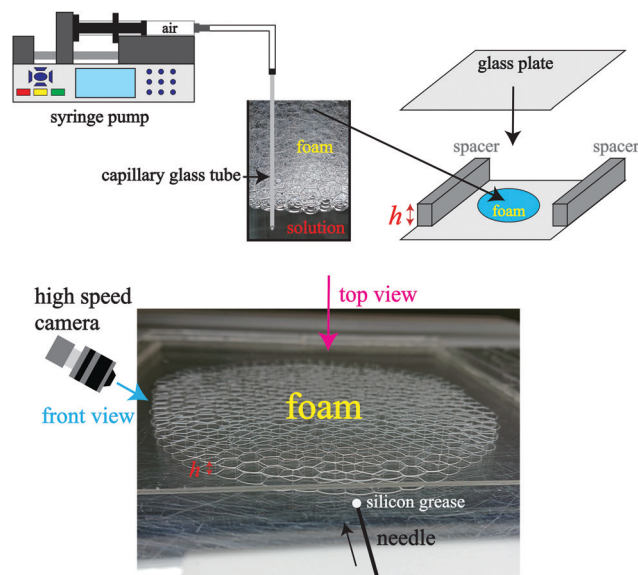 air
syringe pump
capillary glass tube
foam
solution
glass plate
spacer
spacer
foam
h
high speed
camera
top view
front view
foam
h
silicon grease
needle